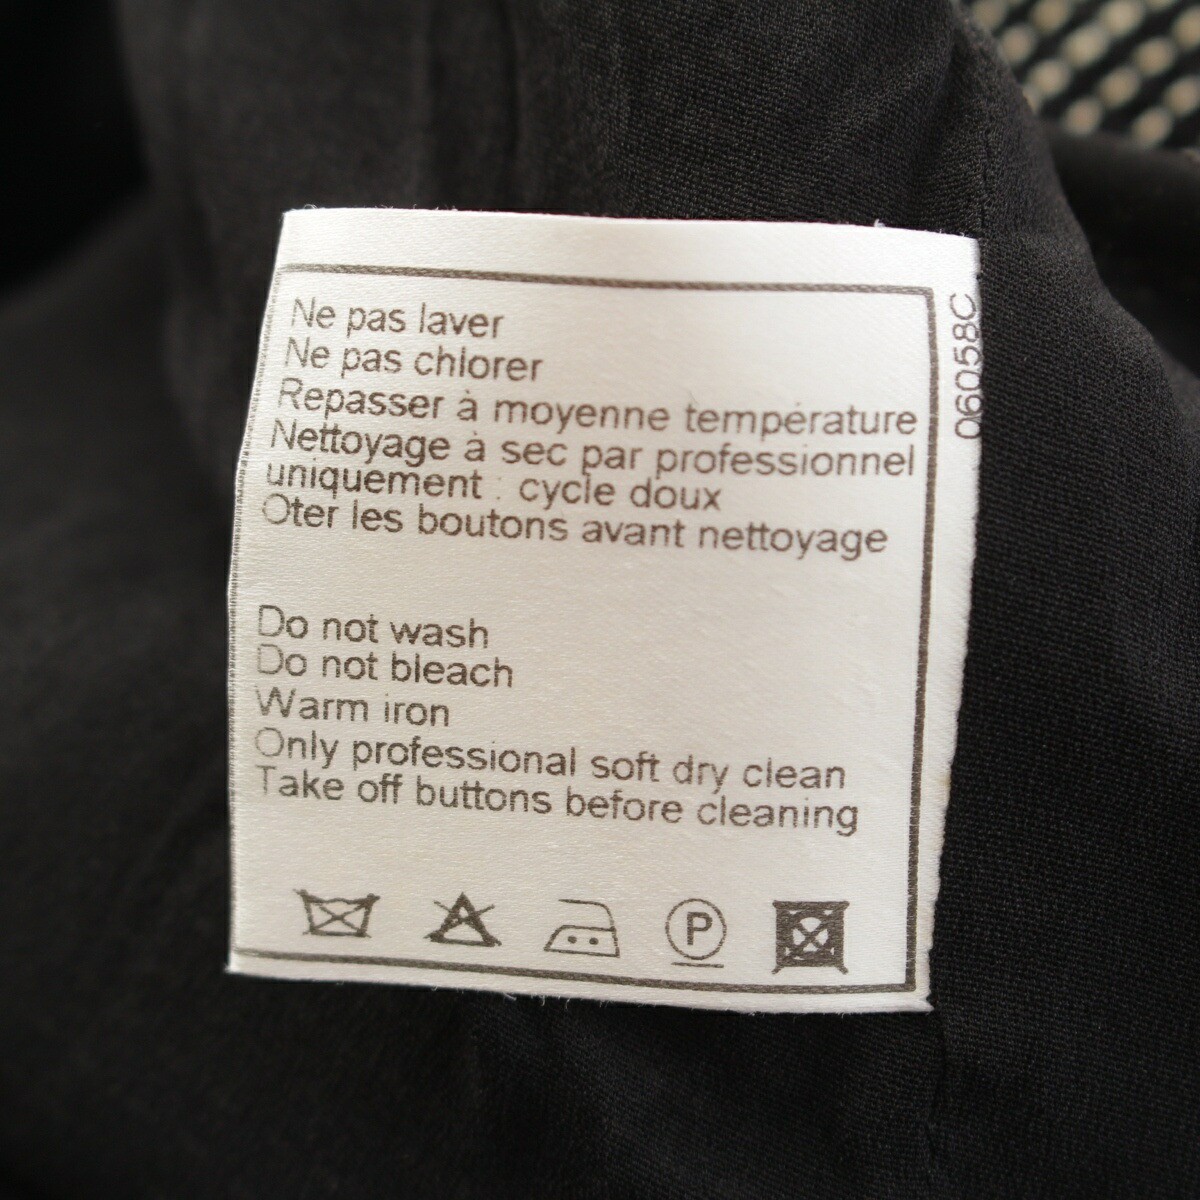 Ne pas laver
Ne pas chlorer
Repasser à moyenne température
Nettoyage à sec par professionnel
uniquement : cycle doux
Oter les boutons avant nettoyage
Do not wash
Do not bleach
Warm iron
Only professional soft dry clean
Take off buttons before cleaning
P
06058C